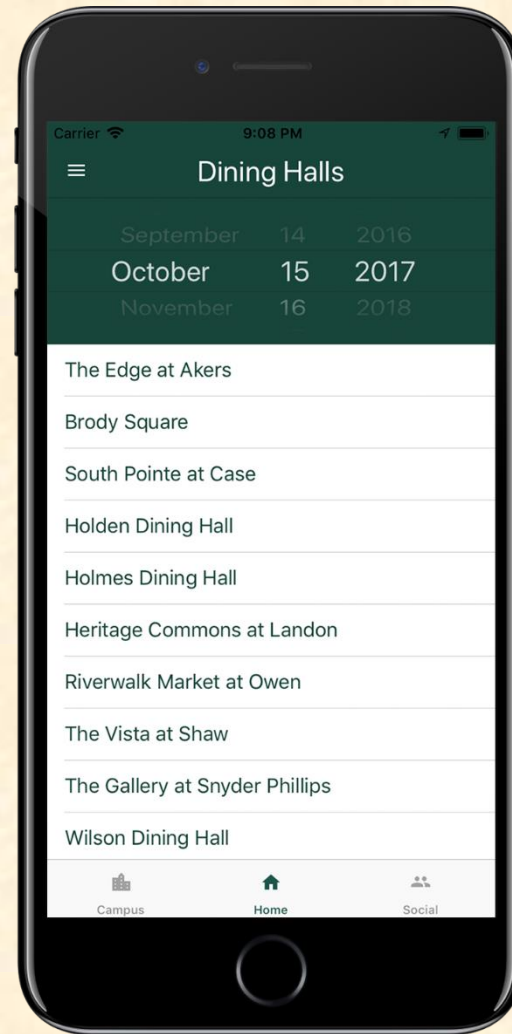 Carrier 9:08 PM
Dining Halls
September 14 2016
October 15 2017
November 16 2018
The Edge at Akers
Brody Square
South Pointe at Case
Holden Dining Hall
Holmes Dining Hall
Heritage Commons at Landon
Riverwalk Market at Owen
The Vista at Shaw
The Gallery at Snyder Phillips
Wilson Dining Hall
Campus Home Social